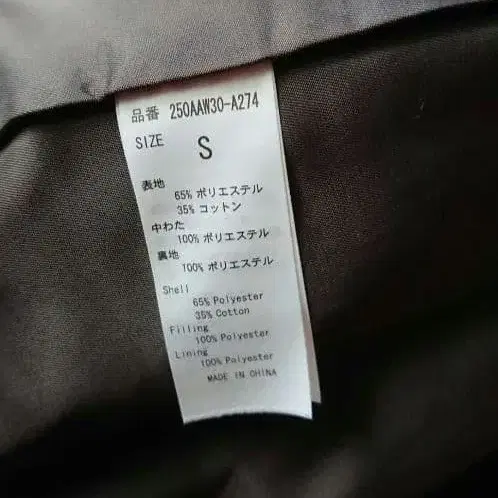 品番 250AAW30-A274
SIZE S
表地
65% ポリエステル
35% コットン
中わた
100% ポリエステル
裏地
100% ポリエステル
Shell
65% Polyester
35% Cotton
Filling
100% Polyester
Lining
100% Polyester
MADE IN CHINA